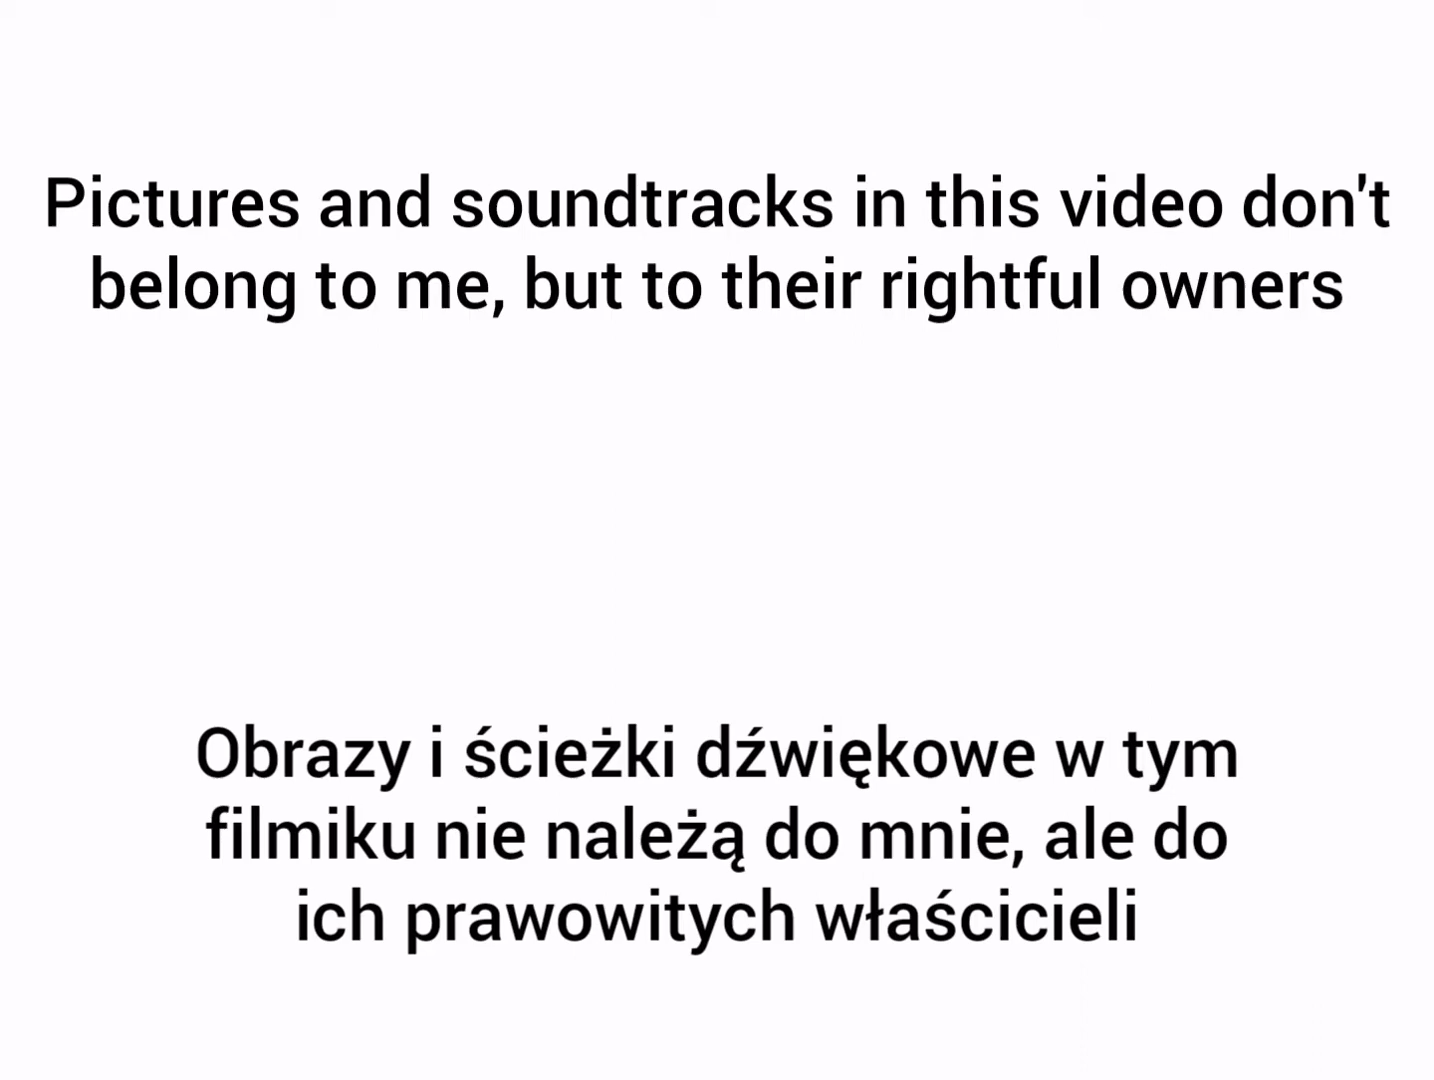 Pictures and soundtracks in this video don't
belong to me, but to their rightful owners
Obrazy i ścieżki dźwiękowe w tym
filmiku nie należą do mnie, ale do
ich prawowitych właścicieli